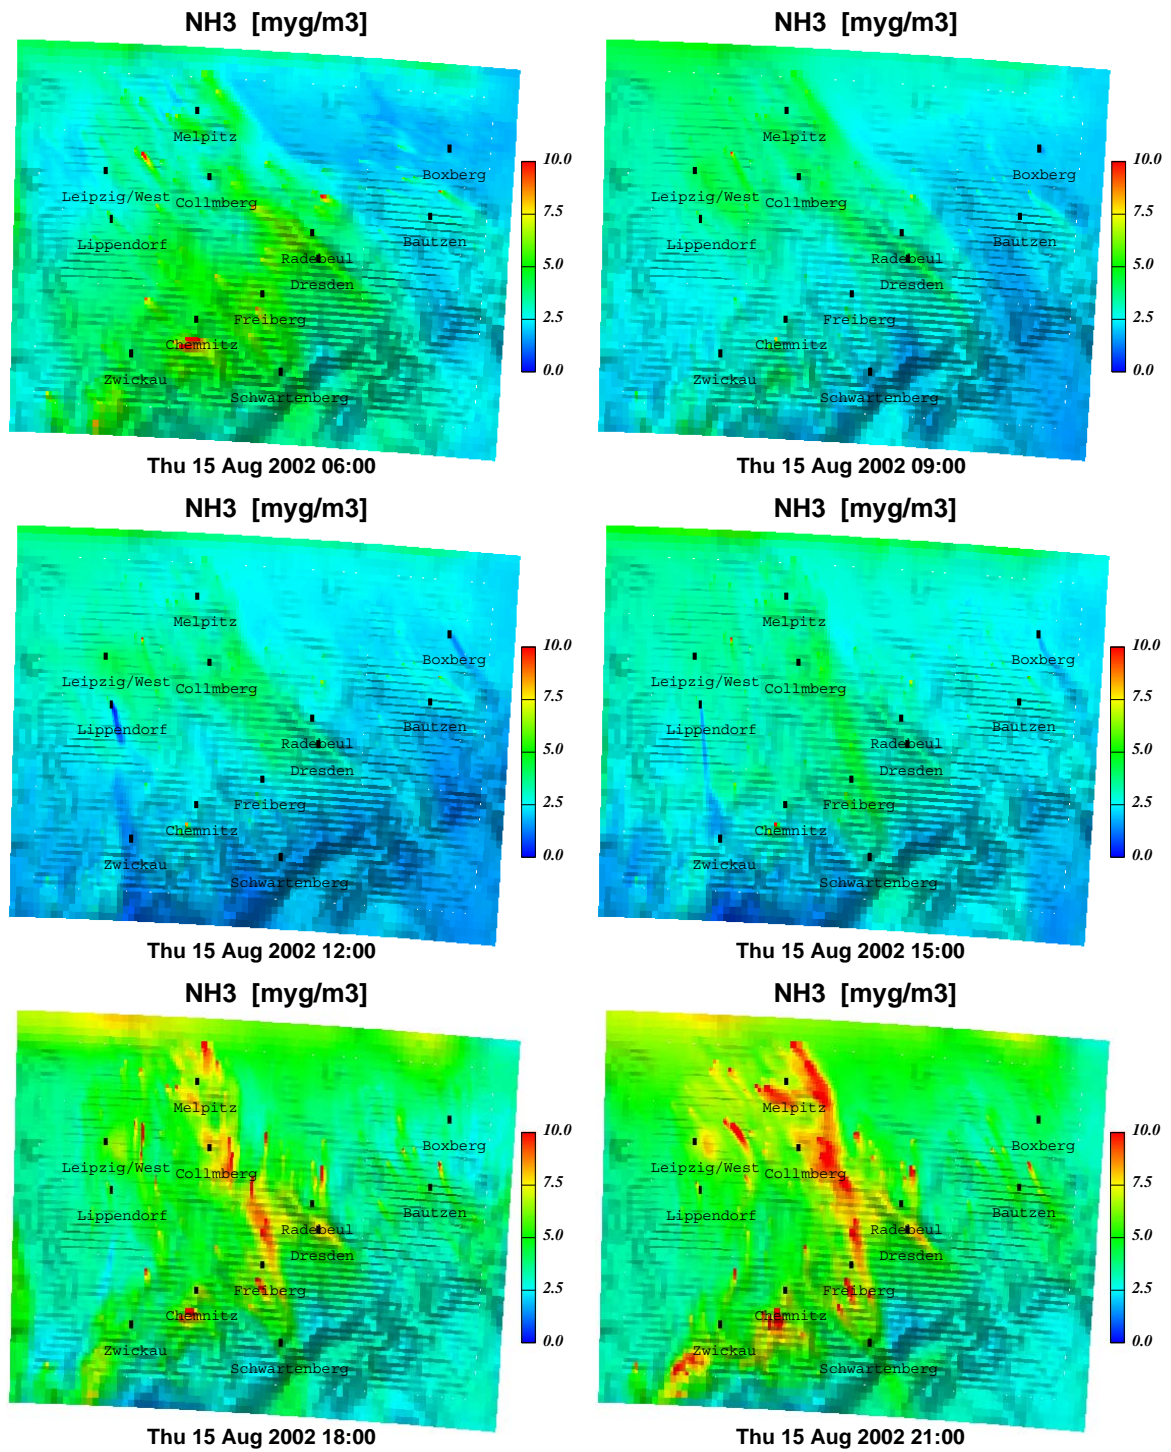 NH3 [myg/m3]
Melpitz
Boxberg
Leipzig/West
Collmberg
Lippendorf
Bautzen
Radebeul
Dresden
Freiberg
Chemnitz
Zwickau
Schwartenberg
10.0
7.5
5.0
2.5
0.0
Thu 15 Aug 2002 06:00
NH3 [myg/m3]
Melpitz
Boxberg
Leipzig/West
Collmberg
Lippendorf
Bautzen
Radebeul
Dresden
Freiberg
Chemnitz
Zwickau
Schwartenberg
10.0
7.5
5.0
2.5
0.0
Thu 15 Aug 2002 09:00
NH3 [myg/m3]
Melpitz
Boxberg
Leipzig/West
Collmberg
Lippendorf
Bautzen
Radebeul
Dresden
Freiberg
Chemnitz
Zwickau
Schwartenberg
10.0
7.5
5.0
2.5
0.0
Thu 15 Aug 2002 12:00
NH3 [myg/m3]
Melpitz
Boxberg
Leipzig/West
Collmberg
Lippendorf
Bautzen
Radebeul
Dresden
Freiberg
Chemnitz
Zwickau
Schwartenberg
10.0
7.5
5.0
2.5
0.0
Thu 15 Aug 2002 15:00
NH3 [myg/m3]
Melpitz
Boxberg
Leipzig/West
Collmberg
Lippendorf
Bautzen
Radebeul
Dresden
Freiberg
Chemnitz
Zwickau
Schwartenberg
10.0
7.5
5.0
2.5
0.0
Thu 15 Aug 2002 18:00
NH3 [myg/m3]
Melpitz
Boxberg
Leipzig/West
Collmberg
Lippendorf
Bautzen
Radebeul
Dresden
Freiberg
Chemnitz
Zwickau
Schwartenberg
10.0
7.5
5.0
2.5
0.0
Thu 15 Aug 2002 21:00